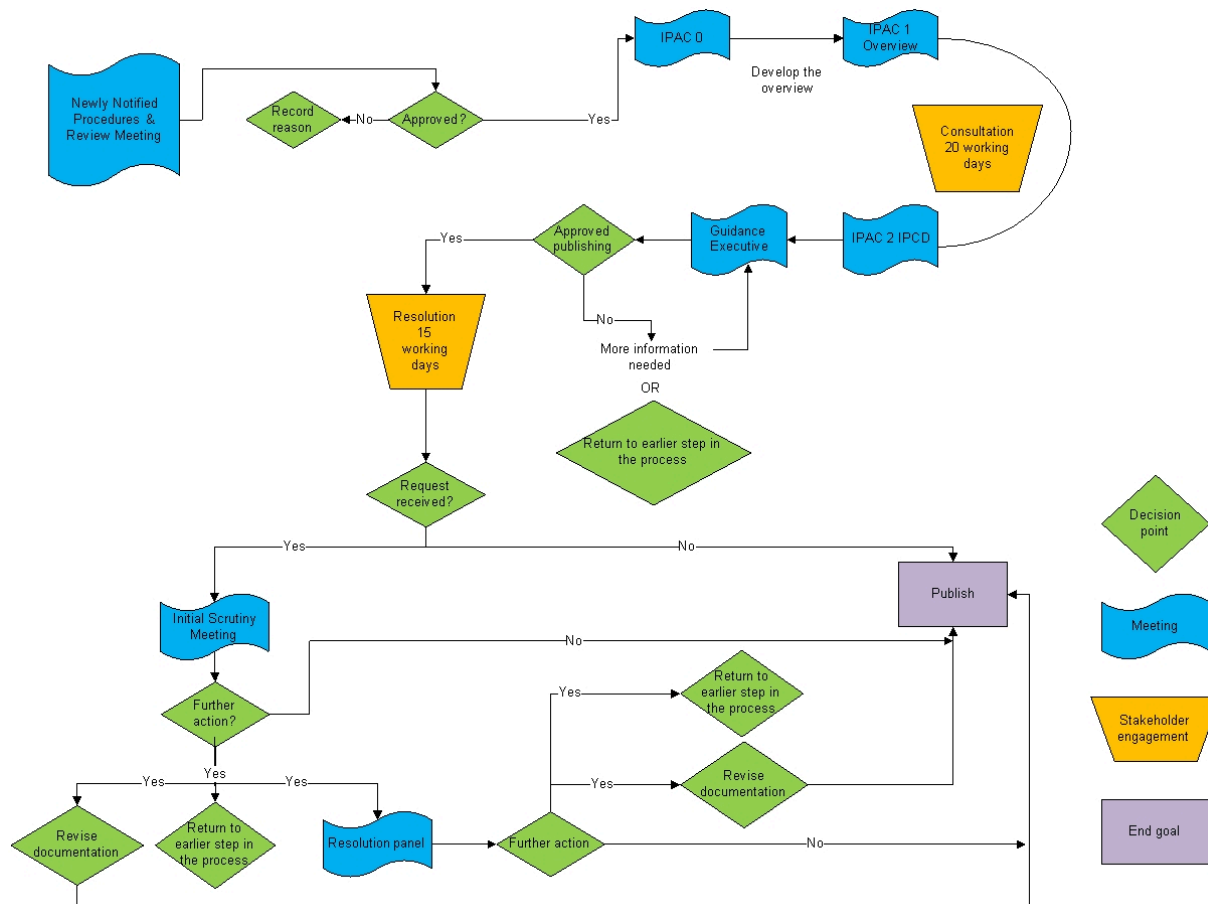 IPAC 0
IPAC 1
Overview
Develop the
overview
Newly Notified
Procedures &
Review Meeting
Record
reason
No
Approved?
Yes
Consultation
20 working
days
Approved
publishing
Guidance
Executive
IPAC 2 IPCD
Yes
Resolution
15
working
days
No
More information
needed
OR
Return to earlier step in
the process
Request
received?
Decision
point
Yes
No
Publish
Initial Scrutiny
Meeting
Meeting
No
Further
action?
Yes
Return to
earlier step in
the process
Stakeholder
engagement
Yes
Yes
Yes
Yes
Revise
documentation
Revise
documentation
Return to
earlier step in
the process
Resolution panel
Further action
No
End goal